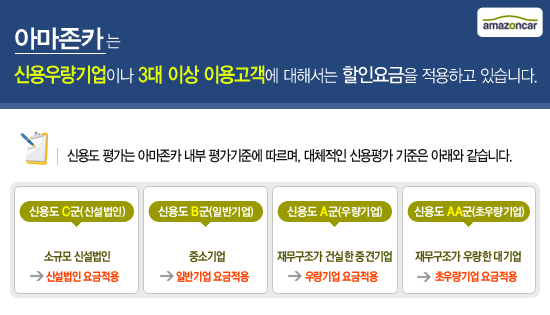 amazoncar
아마존카는
신용우량기업이나 3대 이상 이용고객에 대해서는 할인요금을 적용하고 있습니다.
신용도 평가는 아마존카 내부 평가기준에 따르며, 대체적인 신용평가 기준은 아래와 같습니다.
신용도 C군(신설법인)
소규모 신설법인
→ 신설법인 요금적용
신용도 B군(일반기업)
중소기업
→ 일반기업 요금적용
신용도 A군(우량기업)
재무구조가 건실한 중견기업
→ 우량기업 요금적용
신용도 AA군(초우량기업)
재무구조가 우량한 대기업
→ 초우량기업 요금적용